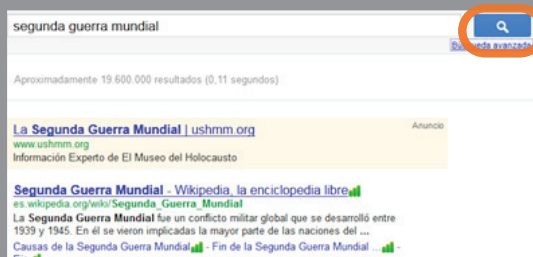 segunda guerra mundial
Búsqueda avanzada
Aproximadamente 19.600.000 resultados (0,11 segundos)
La Segunda Guerra Mundial | ushmm.org
Anuncio
www.ushmm.org
Información Experto de El Museo del Holocausto
Segunda Guerra Mundial - Wikipedia, la enciclopedia libre
es.wikipedia.org/wiki/Segunda_Guerra_Mundial
La Segunda Guerra Mundial fue un conflicto militar global que se desarrolló entre
1939 y 1945. En él se vieron implicadas la mayor parte de las naciones del ...
Causas de la Segunda Guerra Mundial - Fin de la Segunda Guerra Mundial ... -